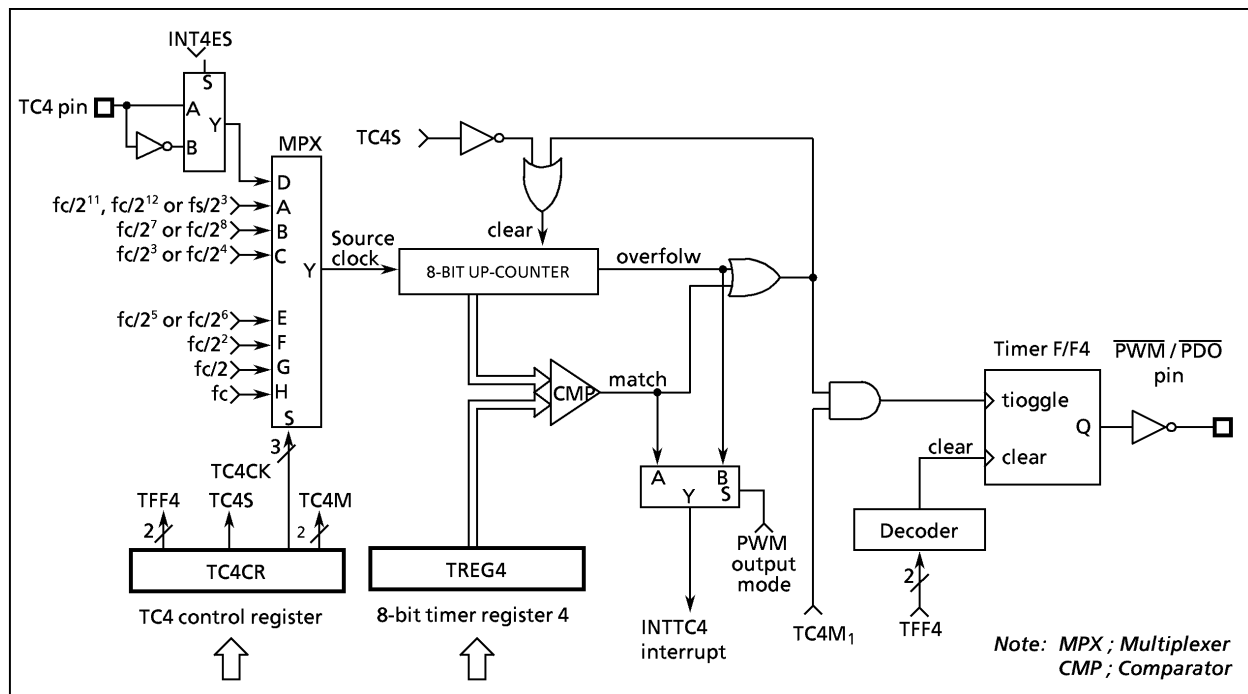 INT4ES
S
TC4 pin
A
Y
B
MPX
D
fc/2¹¹, fc/2¹² or fs/2³
A
fc/2⁷ or fc/2⁸
B
fc/2³ or fc/2⁴
C
Y
fc/2⁵ or fc/2⁶
E
fc/2²
F
fc/2
G
fc
H
S
3
TC4CK
TFF4
TC4S
TC4M
2
2
TC4CR
TC4 control register
TC4S
clear
Source
clock
8-BIT UP-COUNTER
overfolw
CMP
match
TREG4
8-bit timer register 4
A
B
Y
S
PWM
output
mode
INTTC4
interrupt
TC4M₁
Timer F/F4
tioggle
Q
clear
clear
Decoder
2
TFF4
PWM / PDO
pin
Note: MPX ; Multiplexer
CMP ; Comparator